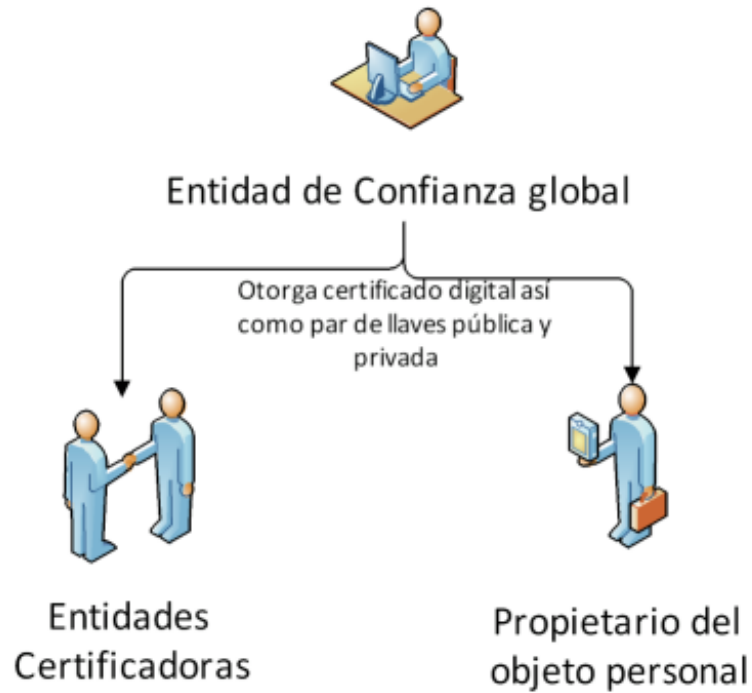 Entidad de Confianza global
Otorga certificado digital así
como par de llaves pública y
privada
Entidades
Certificadoras
Propietario del
objeto personal